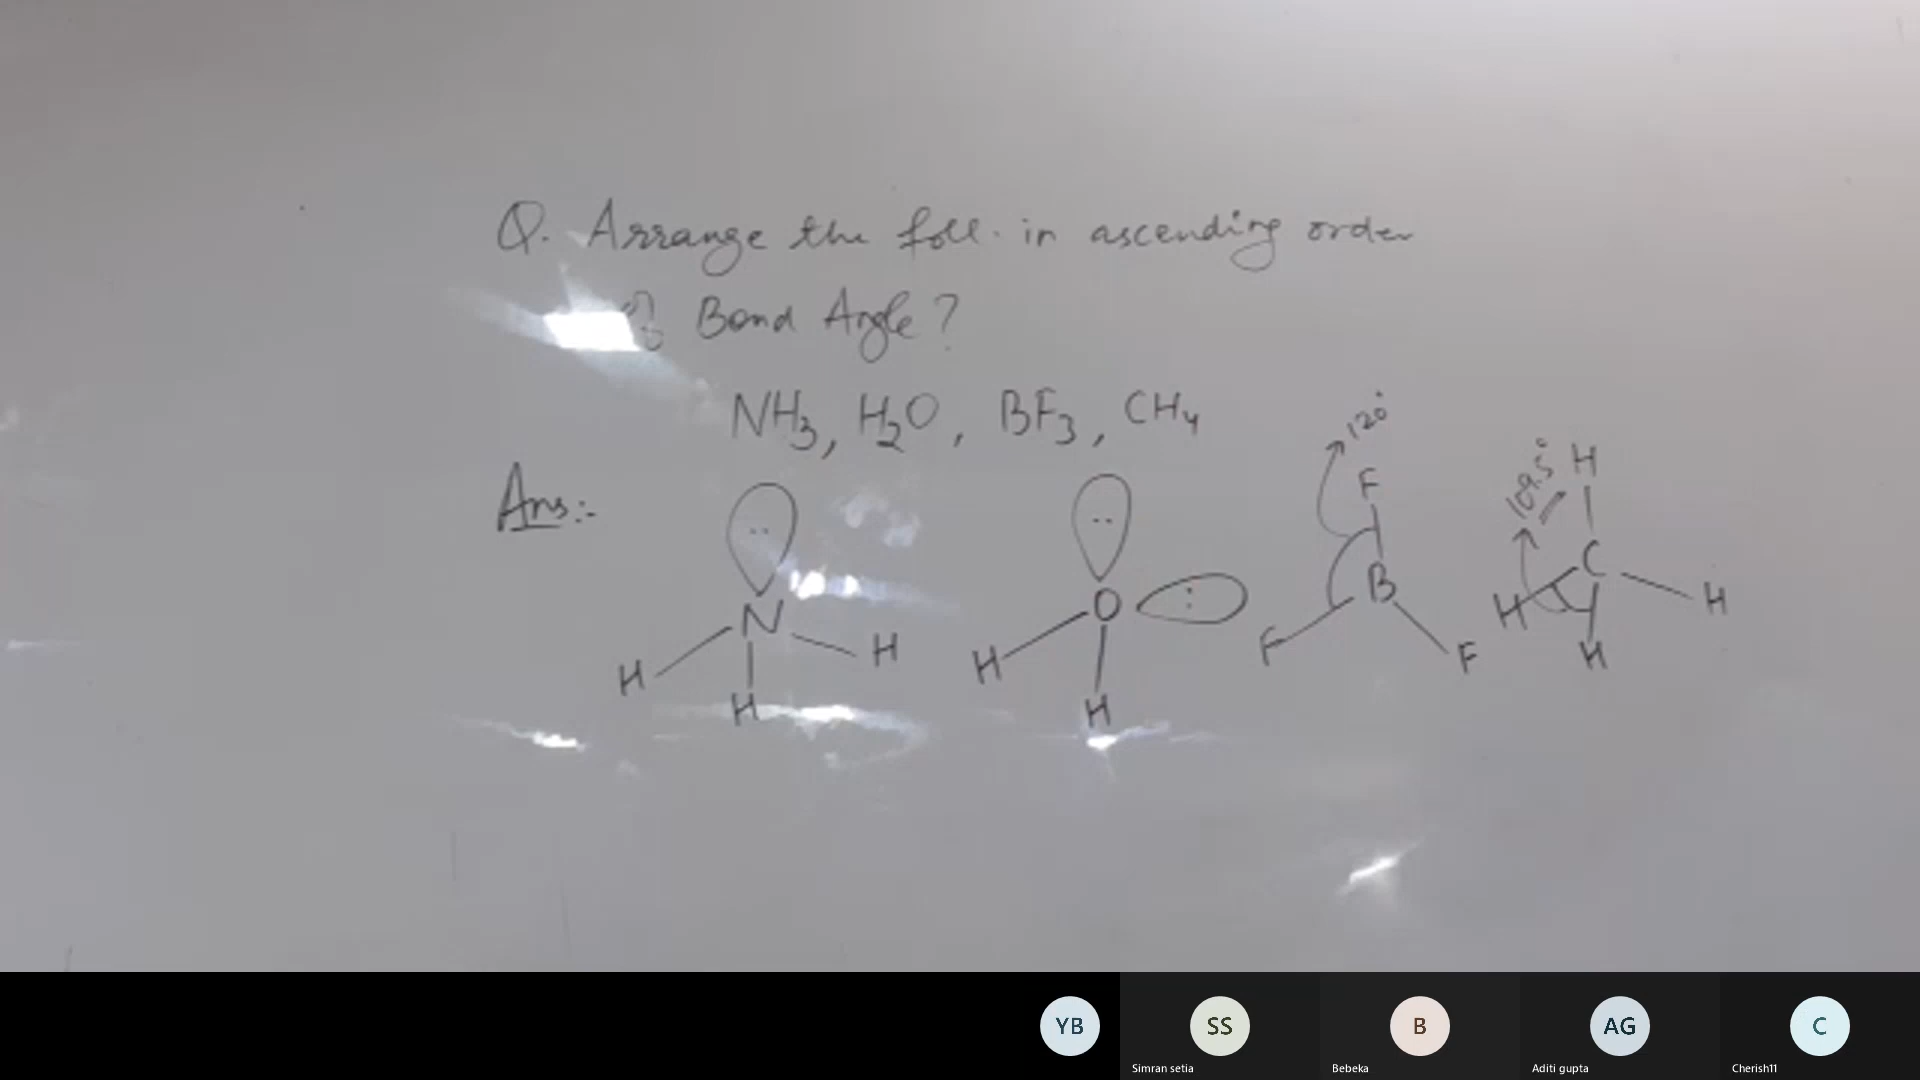 Q. Arrange the foll. in ascending order
of Bond Angle?
NH3, H2O, BF3, CH4
Ans:-
120°
109.5°
H
F
N
O
B
C
H
H
H
H
H
F
F
H
H
H
YB
SS
B
AG
C
Simran setia
Bebeka
Aditi gupta
Cherish11